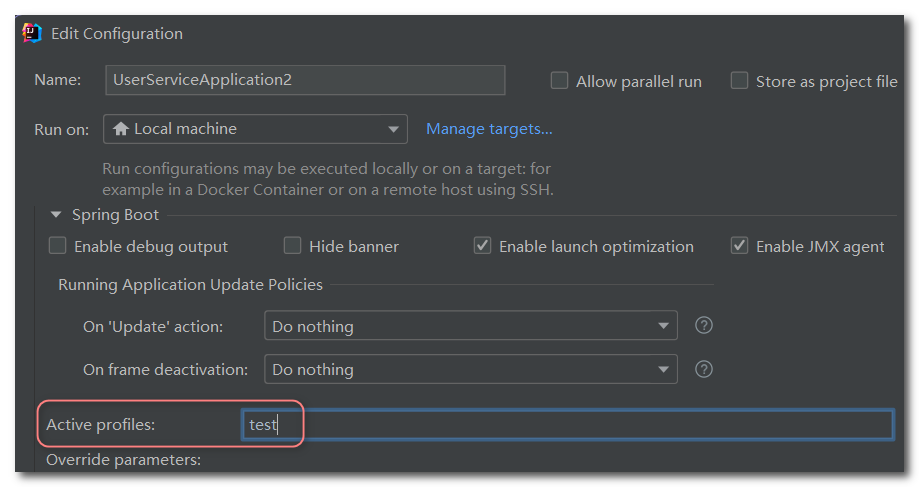 Edit Configuration
Name: UserServiceApplication2 Allow parallel run Store as project file
Run on: Local machine Manage targets...
Run configurations may be executed locally or on a target: for
example in a Docker Container or on a remote host using SSH.
Spring Boot
Enable debug output Hide banner Enable launch optimization Enable JMX agent
Running Application Update Policies
On 'Update' action: Do nothing ?
On frame deactivation: Do nothing ?
Active profiles: test
Override parameters: